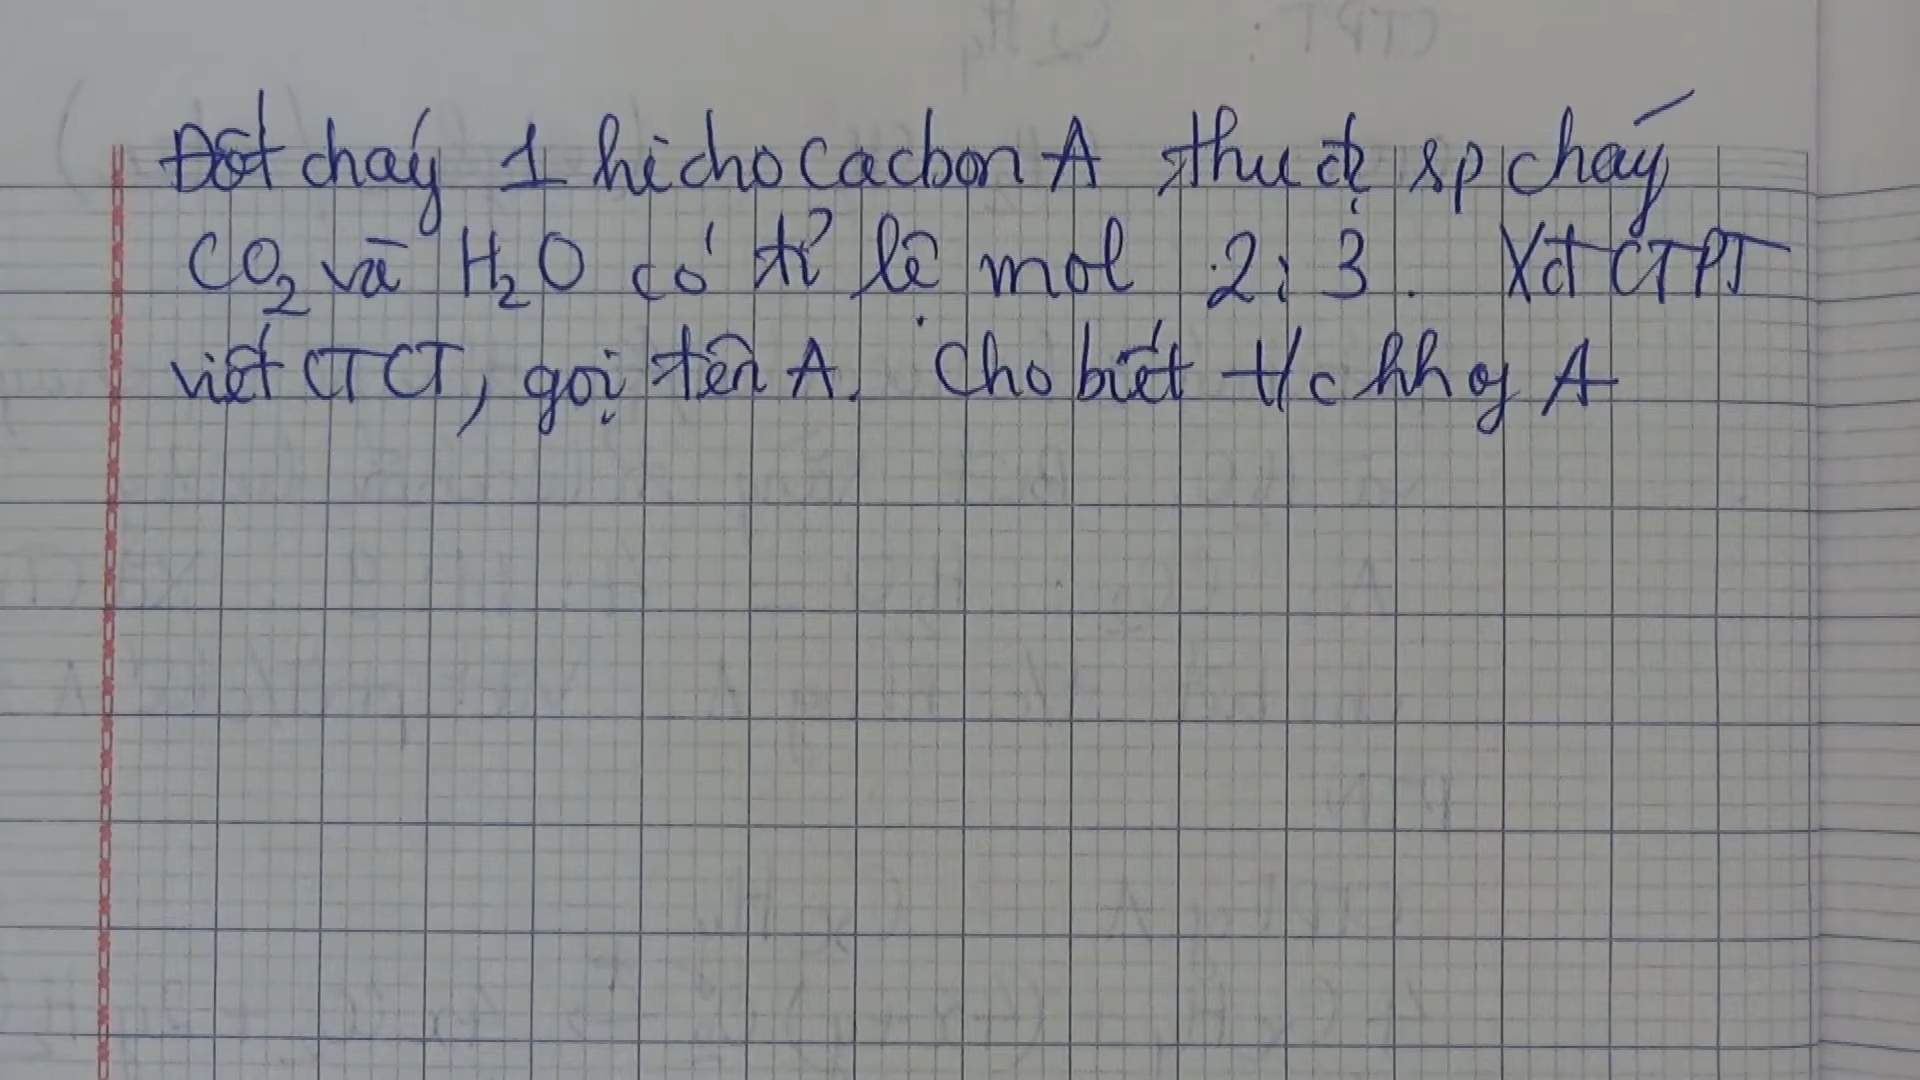 Đốt cháy 1 hiđrocacbon A thu đc sp cháy
CO2 và H2O có tỉ lệ mol 2:3. Xđ CTPT
viết CTCT, gọi tên A. Cho biết t/c hh of A